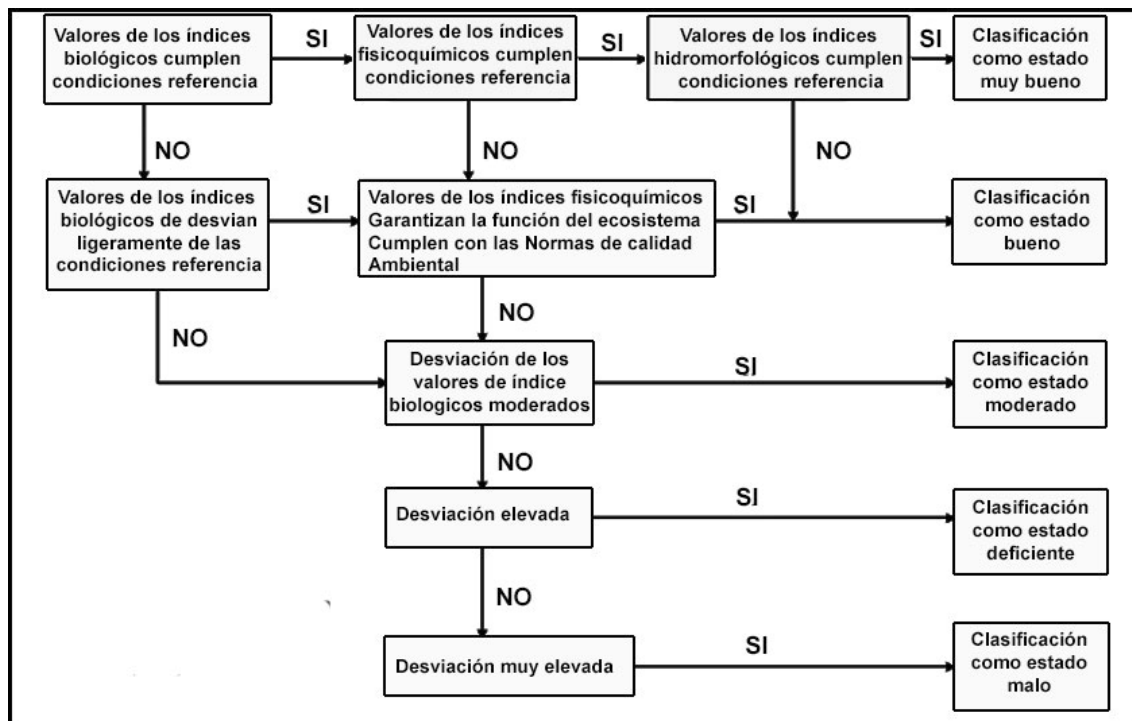 Valores de los índices
biológicos cumplen
condiciones referencia
SI
Valores de los índices
fisicoquímicos cumplen
condiciones referencia
SI
Valores de los índices
hidromorfológicos cumplen
condiciones referencia
SI
Clasificación
como estado
muy bueno
NO
NO
NO
Valores de los índices
biológicos de desvian
ligeramente de las
condiciones referencia
SI
Valores de los índices fisicoquímicos
Garantizan la función del ecosistema
Cumplen con las Normas de calidad
Ambiental
SI
Clasificación
como estado
bueno
NO
NO
Desviación de los
valores de índice
biologicos moderados
SI
Clasificación
como estado
moderado
NO
Desviación elevada
SI
Clasificación
como estado
deficiente
NO
Desviación muy elevada
SI
Clasificación
como estado
malo